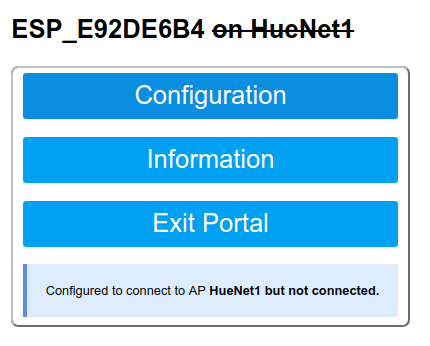 ESP_E92DE6B4 on HueNet1
Configuration
Information
Exit Portal
Configured to connect to AP HueNet1 but not connected.